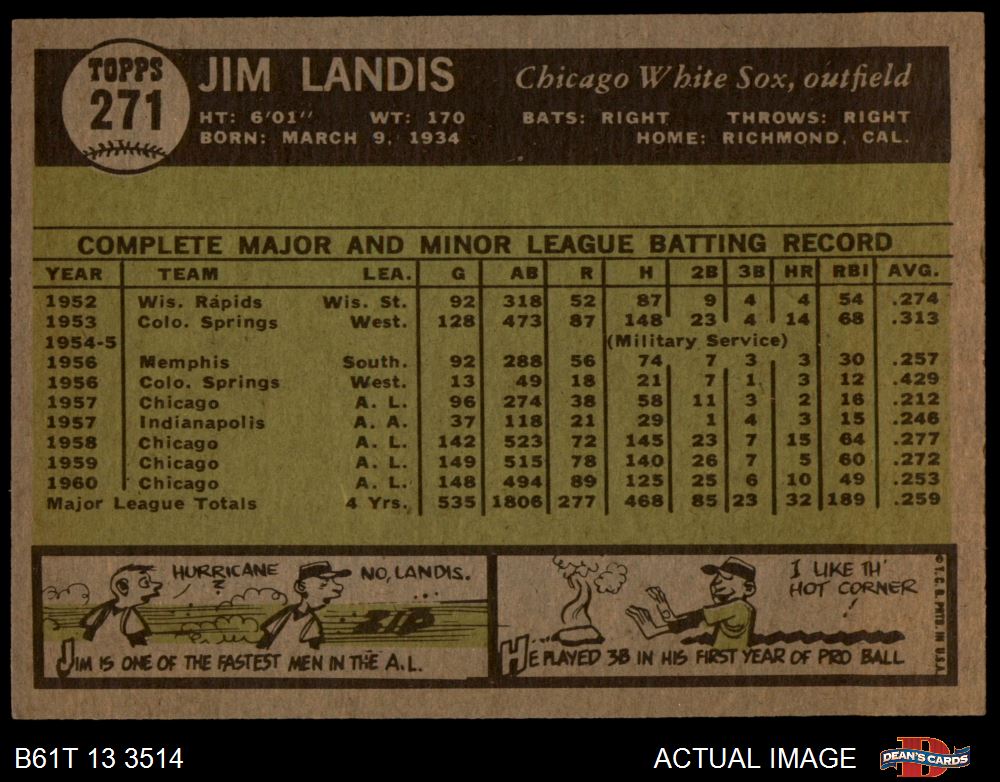 TOPPS
271
JIM LANDIS
Chicago White Sox, outfield
HT: 6'01" WT: 170 BATS: RIGHT THROWS: RIGHT
BORN: MARCH 9, 1934 HOME: RICHMOND, CAL.
COMPLETE MAJOR AND MINOR LEAGUE BATTING RECORD
YEAR TEAM LEA. G AB R H 2B 3B HR RBI AVG.
1952 Wis. Rapids Wis. St. 92 318 52 87 9 4 4 54 .274
1953 Colo. Springs West. 128 473 87 148 23 4 14 68 .313
1954-5 (Military Service)
1956 Memphis South. 92 288 56 74 7 3 3 30 .257
1956 Colo. Springs West. 13 49 18 21 7 1 3 12 .429
1957 Chicago A. L. 96 274 38 58 11 3 2 16 .212
1957 Indianapolis A. A. 37 118 21 29 1 4 3 15 .246
1958 Chicago A. L. 142 523 72 145 23 7 15 64 .277
1959 Chicago A. L. 149 515 78 140 26 7 5 60 .272
1960 Chicago A. L. 148 494 89 125 25 6 10 49 .253
Major League Totals 4 Yrs. 535 1806 277 468 85 23 32 189 .259
HURRICANE
?
NO, LANDIS.
ZIP
JIM IS ONE OF THE FASTEST MEN IN THE A.L.
I LIKE TH'
HOT CORNER
!
HE PLAYED 3B IN HIS FIRST YEAR OF PRO BALL
© T.C.G. PRTD. IN U.S.A.
B61T 13 3514
ACTUAL IMAGE
DEAN'S CARDS